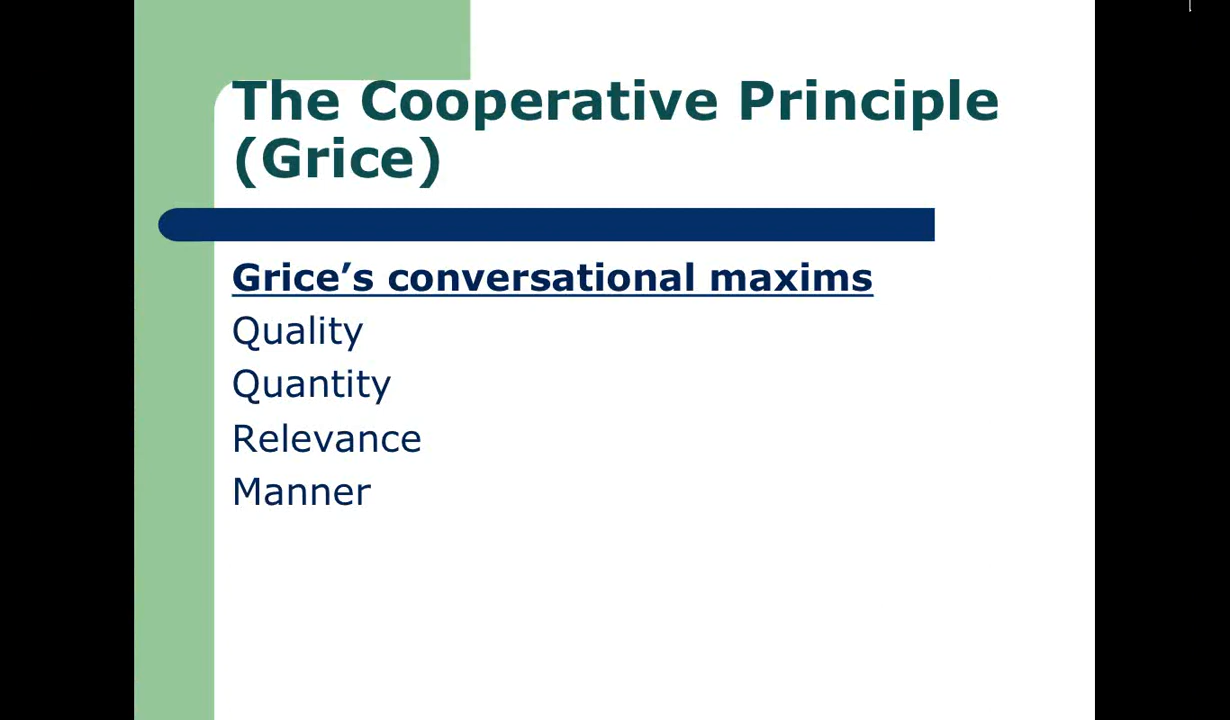 The Cooperative Principle
(Grice)
Grice’s conversational maxims
Quality
Quantity
Relevance
Manner